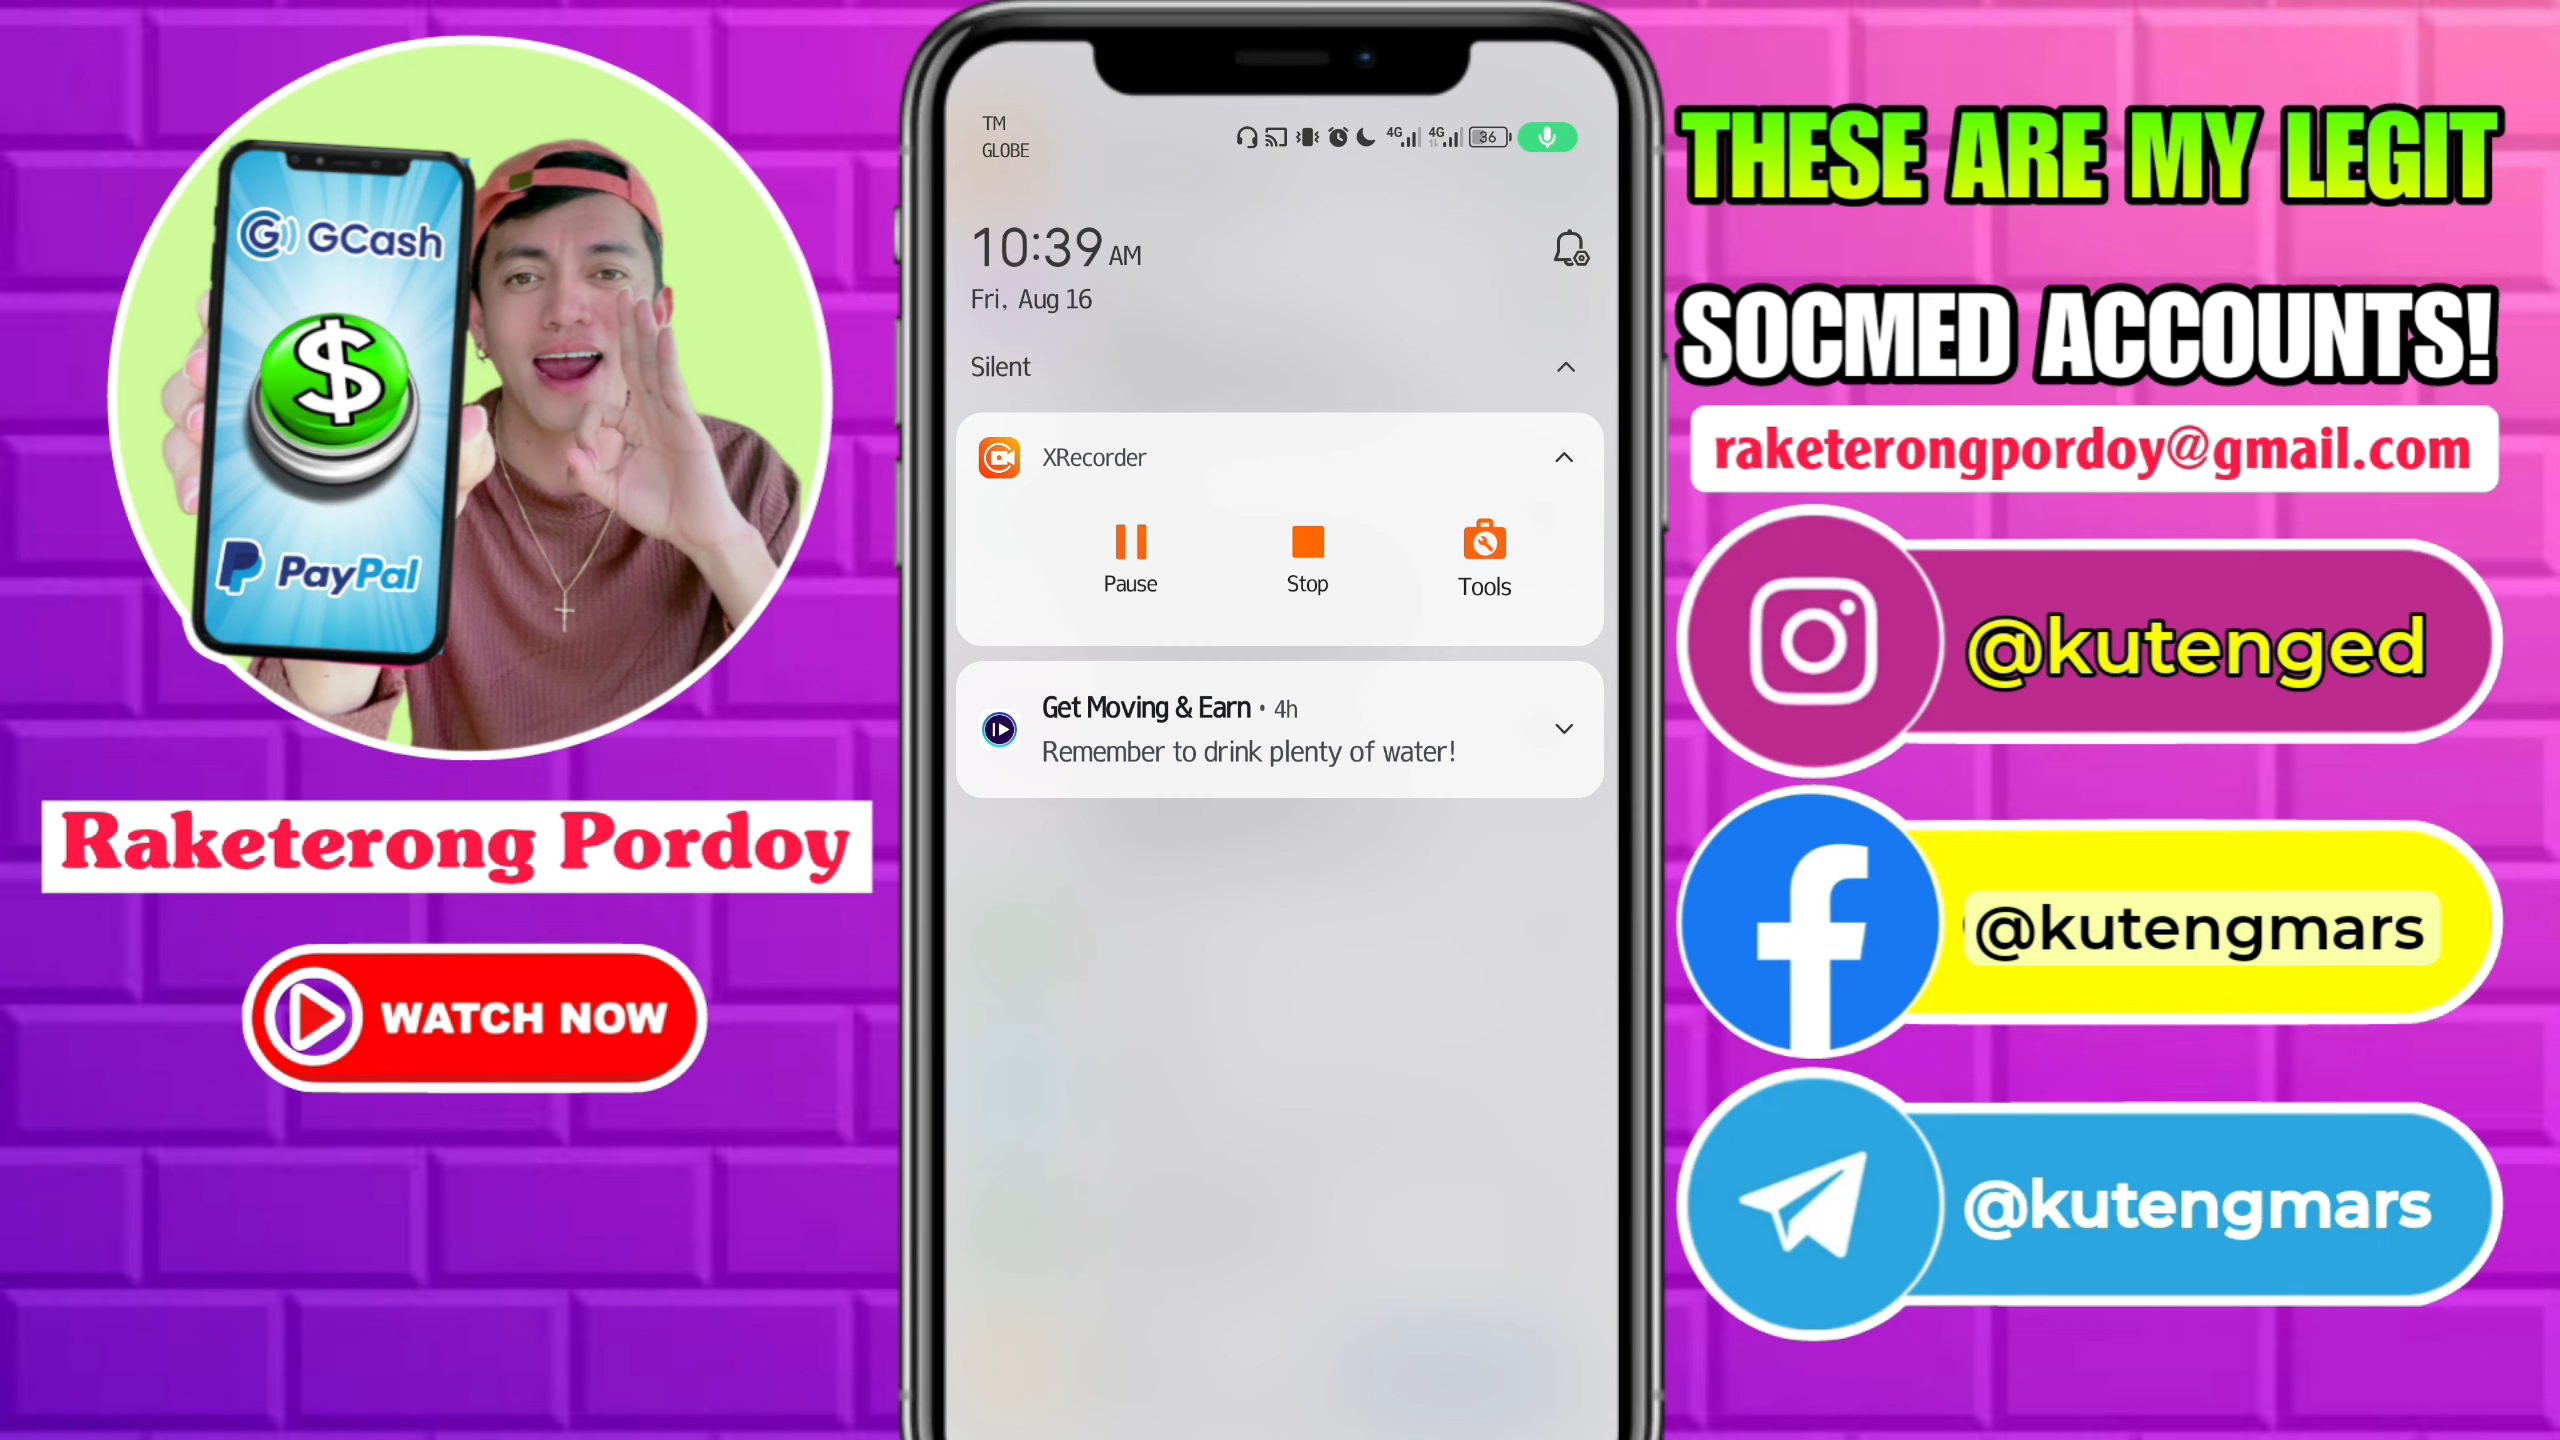 GCash
$
PayPal
Raketerong Pordoy
WATCH NOW
TM
GLOBE
4G
4G
36
10:39 AM
Fri, Aug 16
Silent
XRecorder
Pause
Stop
Tools
Get Moving & Earn • 4h
Remember to drink plenty of water!
THESE ARE MY LEGIT
SOCMED ACCOUNTS!
raketerongpordoy@gmail.com
@kutenged
@kutengmars
@kutengmars